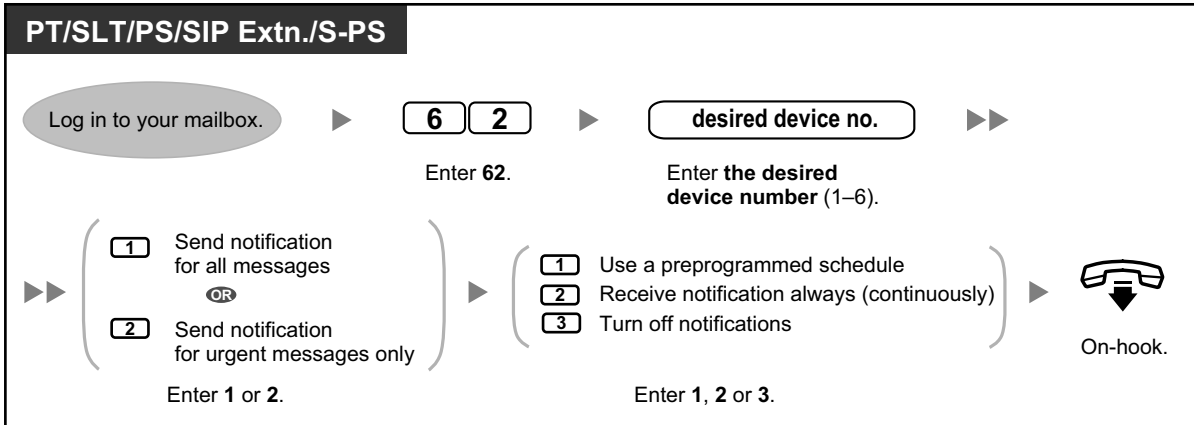 PT/SLT/PS/SIP Extn./S-PS
Log in to your mailbox.
6 2
desired device no.
Enter 62.
Enter the desired
device number (1–6).
1 Send notification
for all messages
OR
2 Send notification
for urgent messages only
1 Use a preprogrammed schedule
2 Receive notification always (continuously)
3 Turn off notifications
On-hook.
Enter 1 or 2.
Enter 1, 2 or 3.